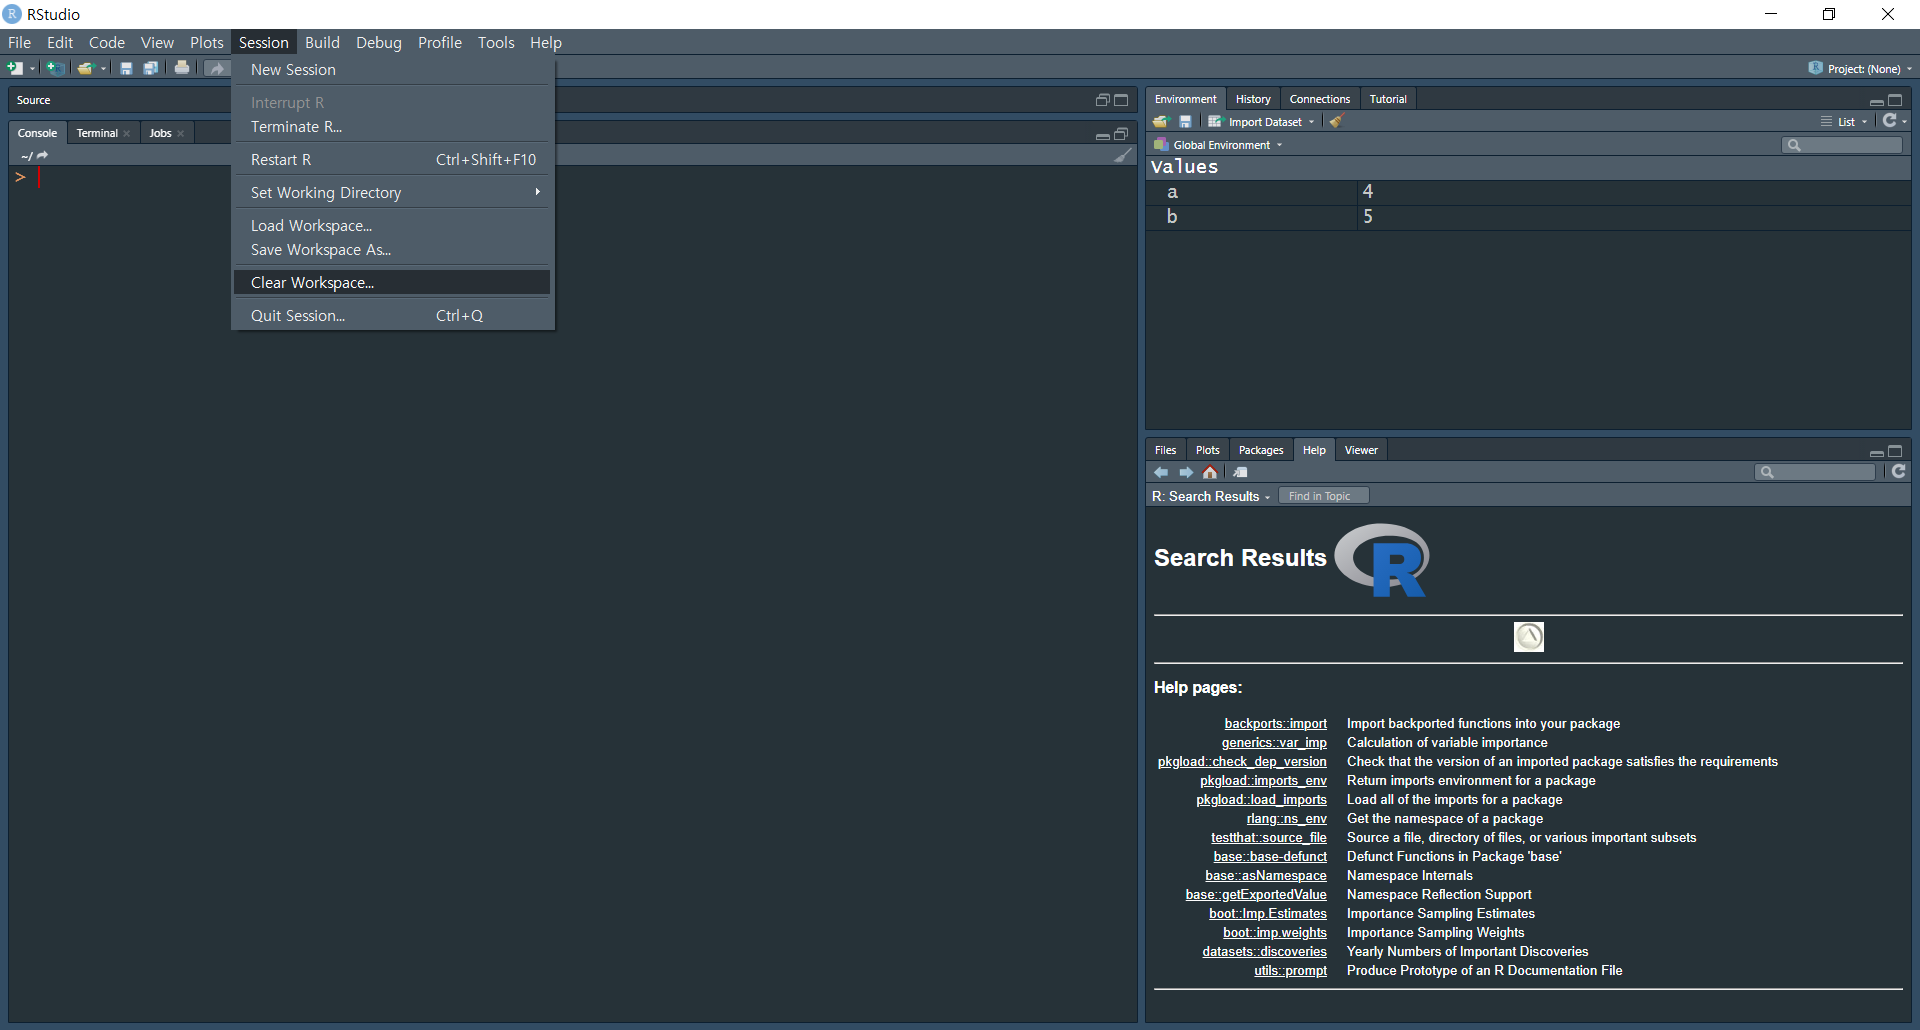 RStudio
File Edit Code View Plots Session Build Debug Profile Tools Help
Project: (None)
New Session
Interrupt R
Terminate R...
Restart R Ctrl+Shift+F10
Set Working Directory
Load Workspace...
Save Workspace As...
Clear Workspace...
Quit Session... Ctrl+Q
Source
Console Terminal Jobs
~/
>
Environment History Connections Tutorial
Import Dataset List
Global Environment
Values
a 4
b 5
Files Plots Packages Help Viewer
R: Search Results Find in Topic
Search Results R
Help pages:
backports::import Import backported functions into your package
generics::var_imp Calculation of variable importance
pkgload::check_dep_version Check that the version of an imported package satisfies the requirements
pkgload::imports_env Return imports environment for a package
pkgload::load_imports Load all of the imports for a package
rlang::ns_env Get the namespace of a package
testthat::source_file Source a file, directory of files, or various important subsets
base::base-defunct Defunct Functions in Package 'base'
base::asNamespace Namespace Internals
base::getExportedValue Namespace Reflection Support
boot::Imp.Estimates Importance Sampling Estimates
boot::imp.weights Importance Sampling Weights
datasets::discoveries Yearly Numbers of Important Discoveries
utils::prompt Produce Prototype of an R Documentation File